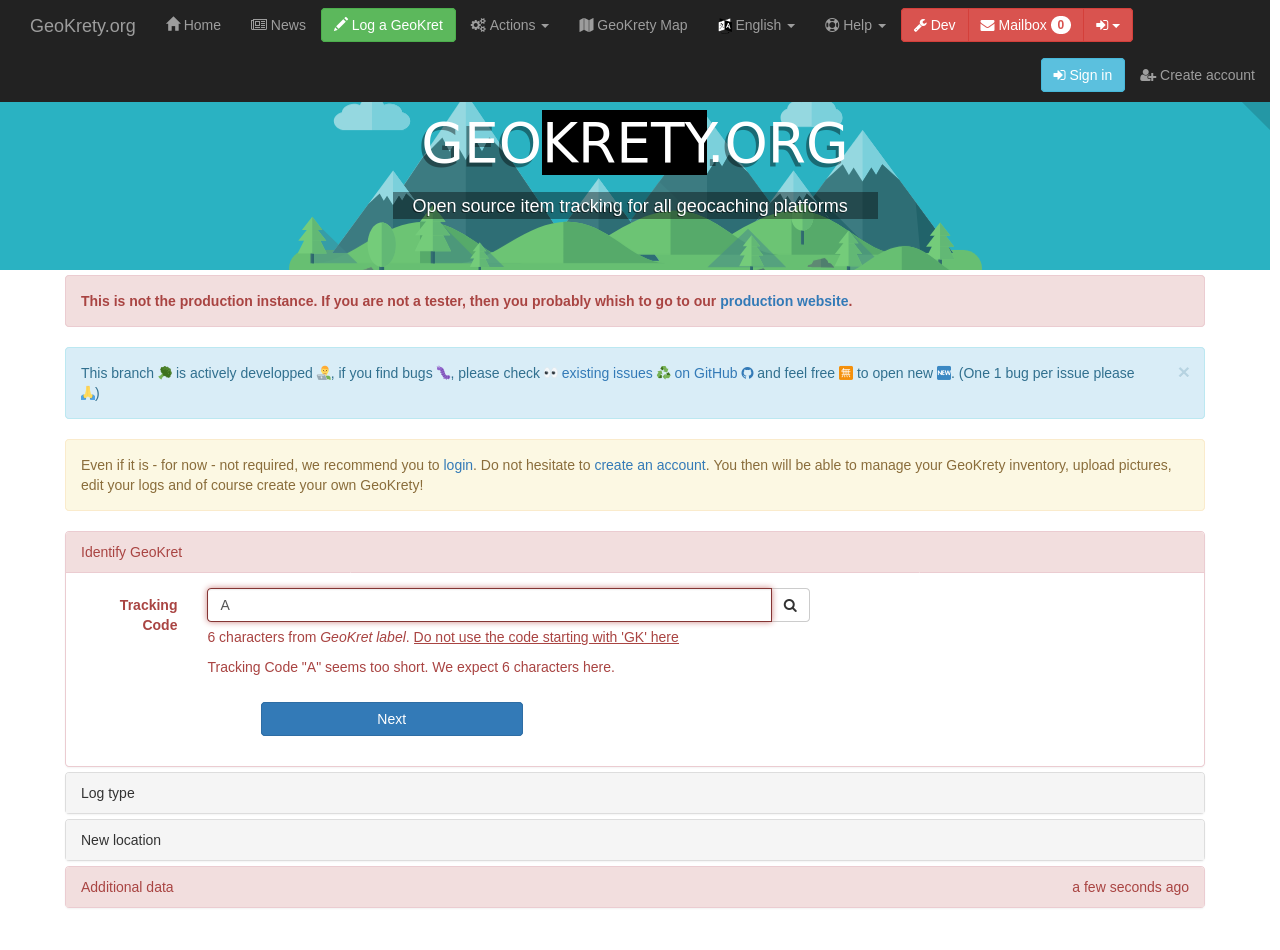 GeoKrety.org Home News Log a GeoKret Actions GeoKrety Map English Help Dev Mailbox 0
Sign in Create account
GEOKRETY.ORG
Open source item tracking for all geocaching platforms
This is not the production instance. If you are not a tester, then you probably whish to go to our production website.
This branch 🌳 is actively developped 👨‍🔬, if you find bugs 🐛, please check 👀 existing issues ♻ on GitHub and feel free 🈚 to open new 🆕. (One 1 bug per issue please
🙏)
×
Even if it is - for now - not required, we recommend you to login. Do not hesitate to create an account. You then will be able to manage your GeoKrety inventory, upload pictures,
edit your logs and of course create your own GeoKrety!
Identify GeoKret
Tracking
Code
A
6 characters from GeoKret label. Do not use the code starting with 'GK' here
Tracking Code "A" seems too short. We expect 6 characters here.
Next
Log type
New location
Additional data a few seconds ago